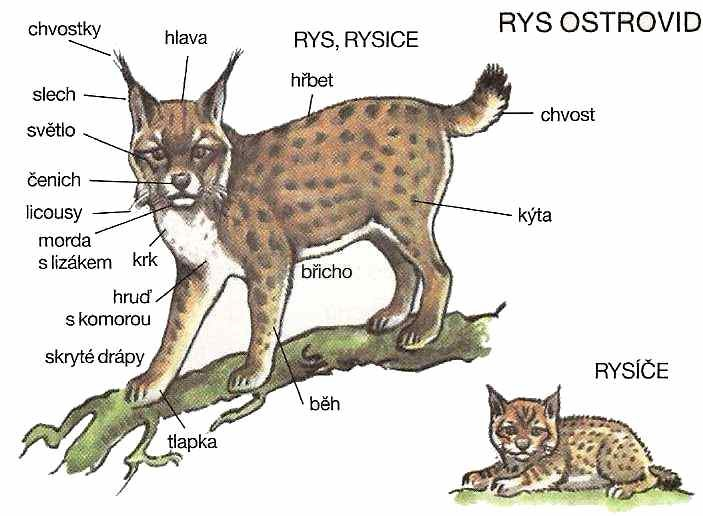 RYS OSTROVID
RYS, RYSICE
chvostky
hlava
hřbet
slech
chvost
světlo
čenich
licousy
kýta
morda
s lizákem
krk
břicho
hruď
s komorou
skryté drápy
RYSÍČE
běh
tlapka